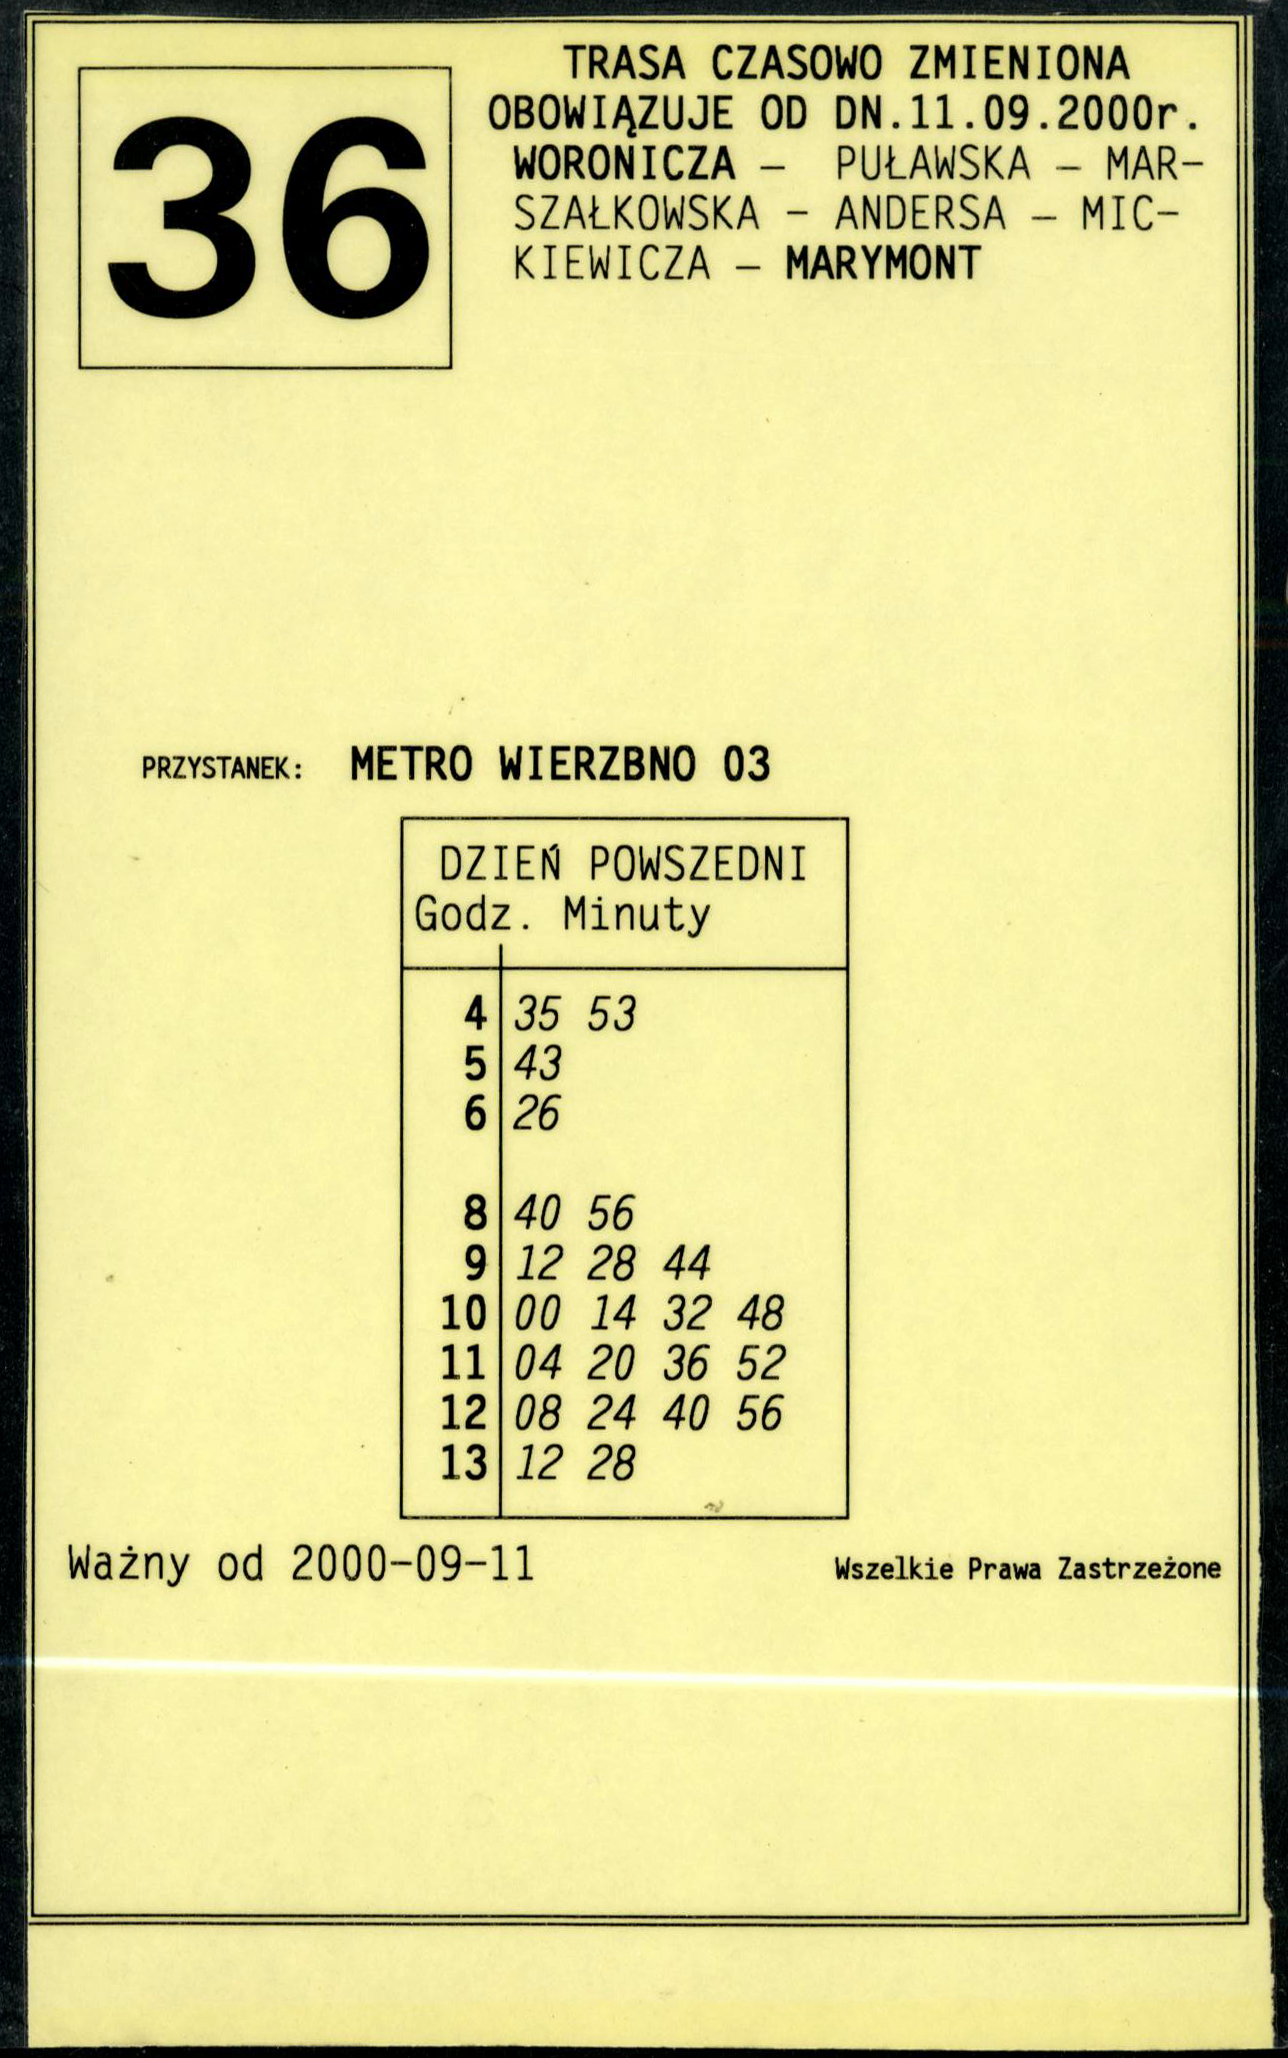 36
TRASA CZASOWO ZMIENIONA
OBOWIĄZUJE OD DN.11.09.2000r.
WORONICZA – PUŁAWSKA – MAR-
SZAŁKOWSKA – ANDERSA – MIC-
KIEWICZA – MARYMONT
PRZYSTANEK: METRO WIERZBNO 03
DZIEŃ POWSZEDNI
Godz. Minuty
4 35 53
5 43
6 26
8 40 56
9 12 28 44
10 00 14 32 48
11 04 20 36 52
12 08 24 40 56
13 12 28
Ważny od 2000-09-11
Wszelkie Prawa Zastrzeżone